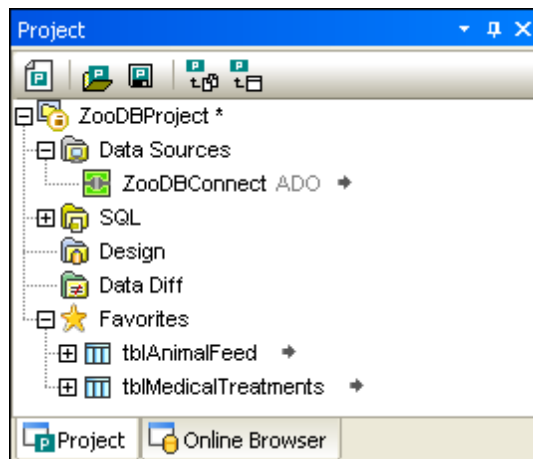 Project
ZooDBProject *
Data Sources
ZooDBConnect ADO
SQL
Design
Data Diff
Favorites
tblAnimalFeed
tblMedicalTreatments
Project Online Browser